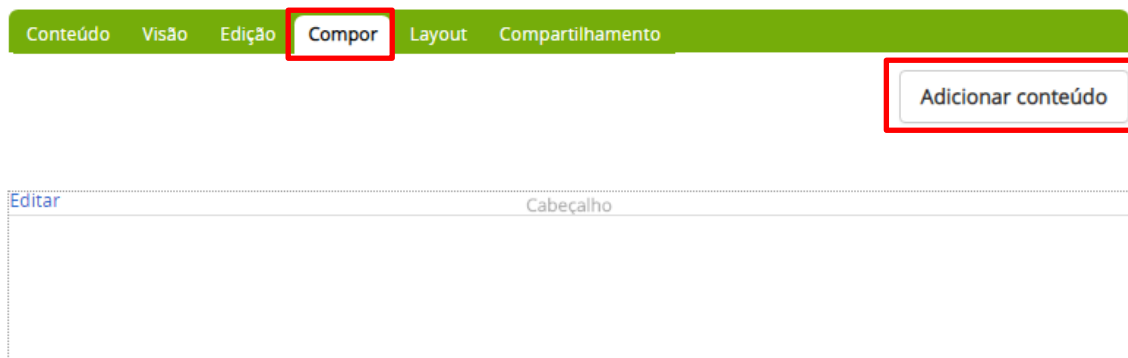 Conteúdo Visão Edição Compor Layout Compartilhamento
Adicionar conteúdo
Editar Cabeçalho